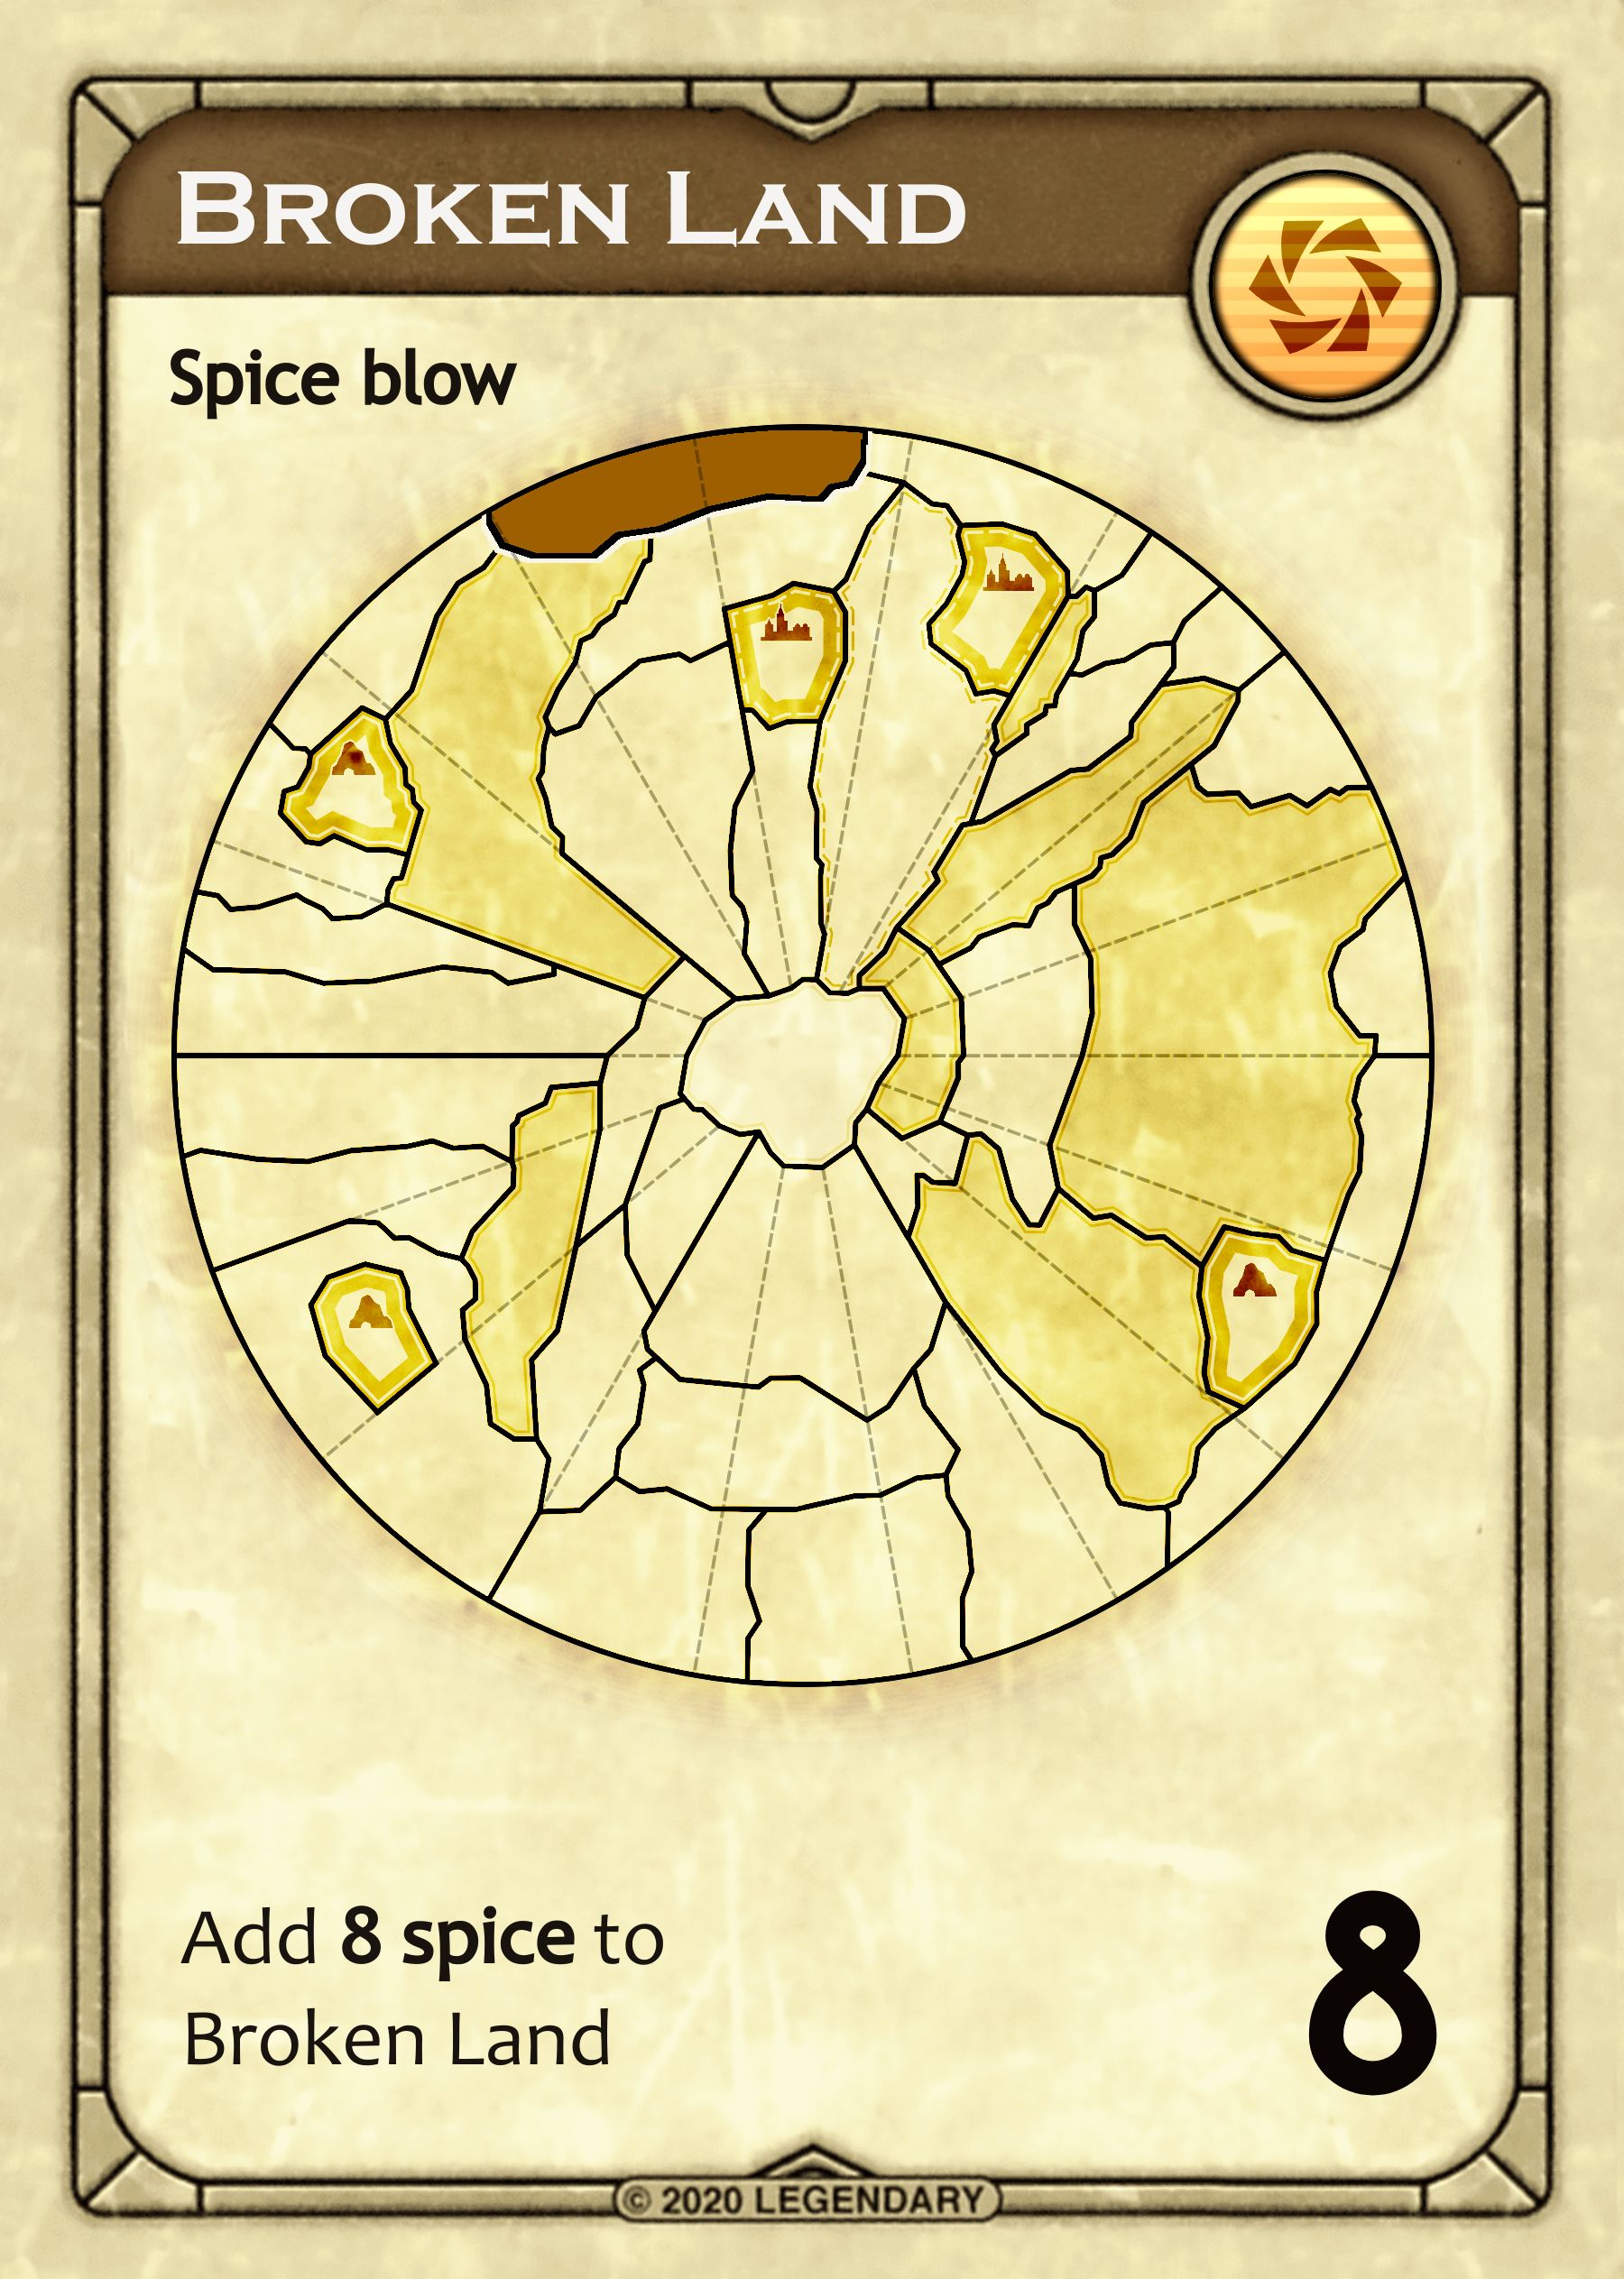 BROKEN LAND
Spice blow
Add 8 spice to
Broken Land
8
© 2020 LEGENDARY